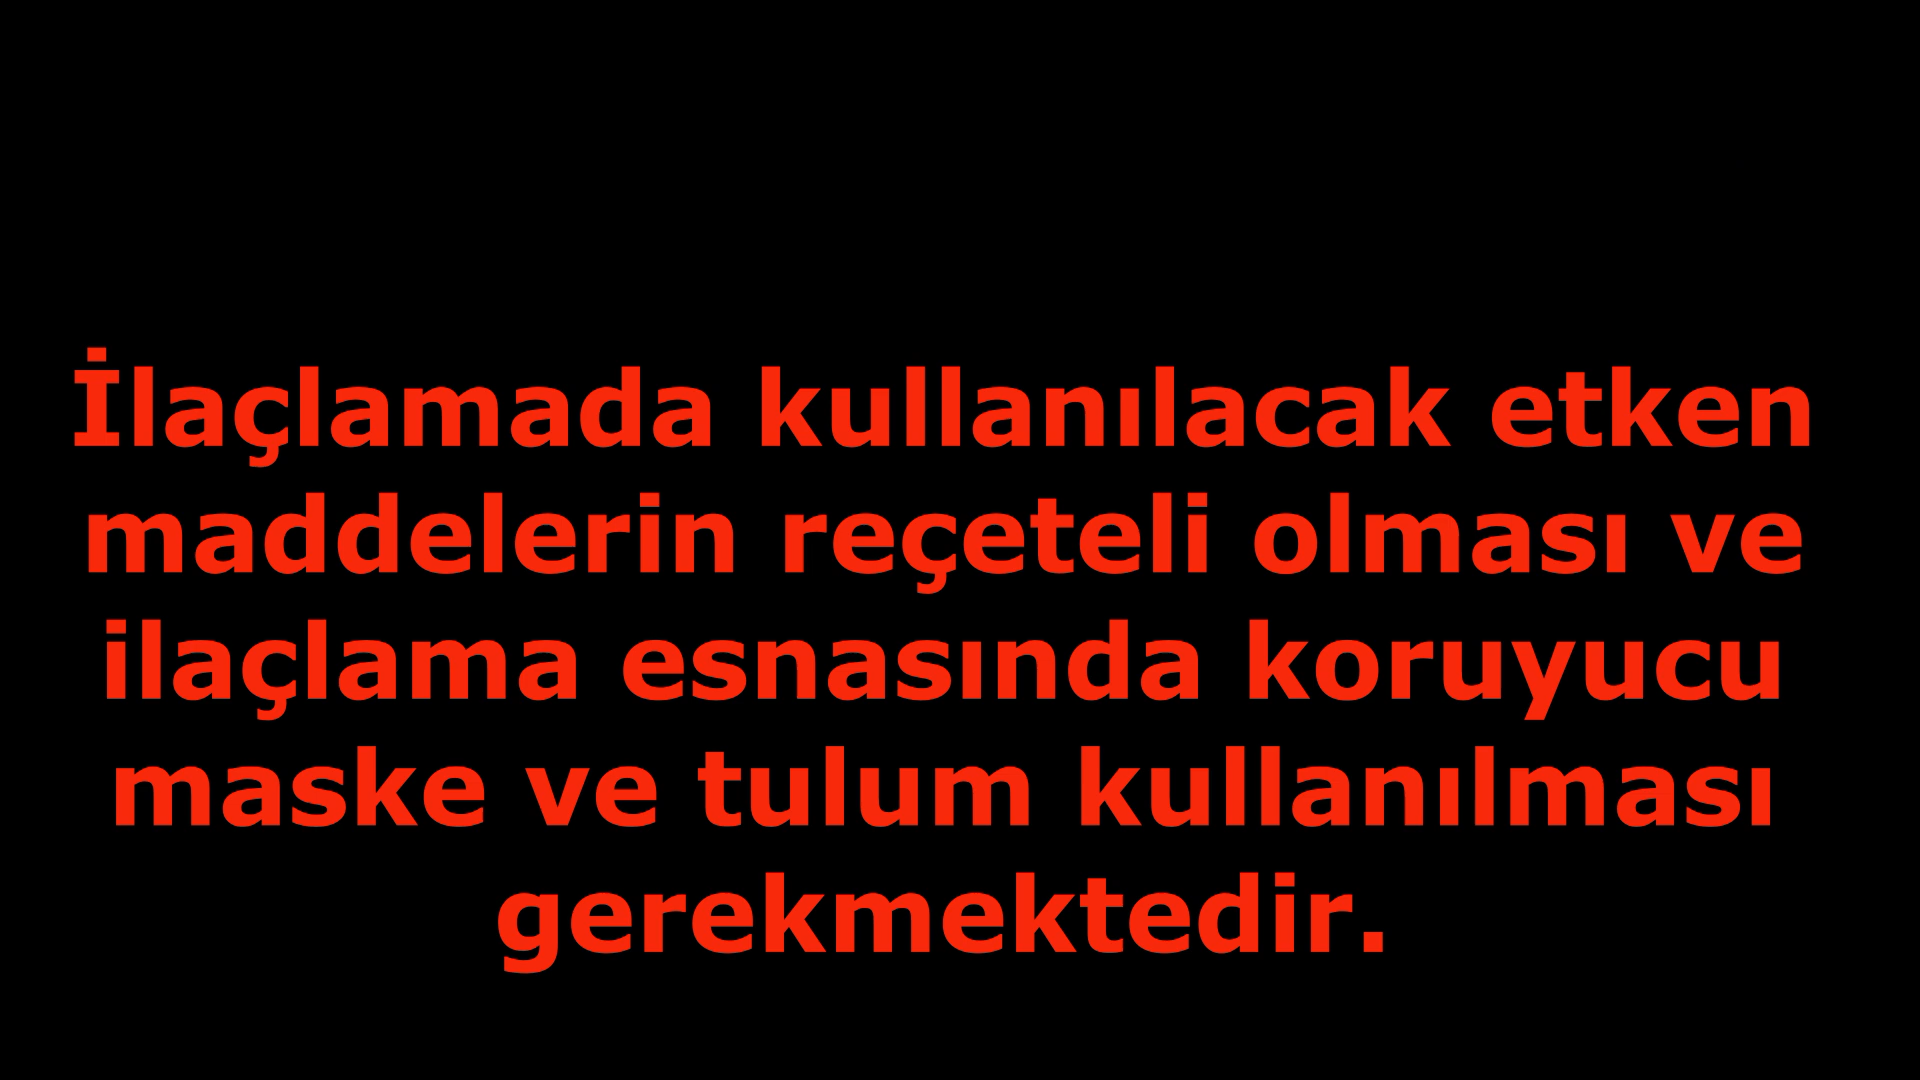 İlaçlamada kullanılacak etken
maddelerin reçeteli olması ve
ilaçlama esnasında koruyucu
maske ve tulum kullanılması
gerekmektedir.